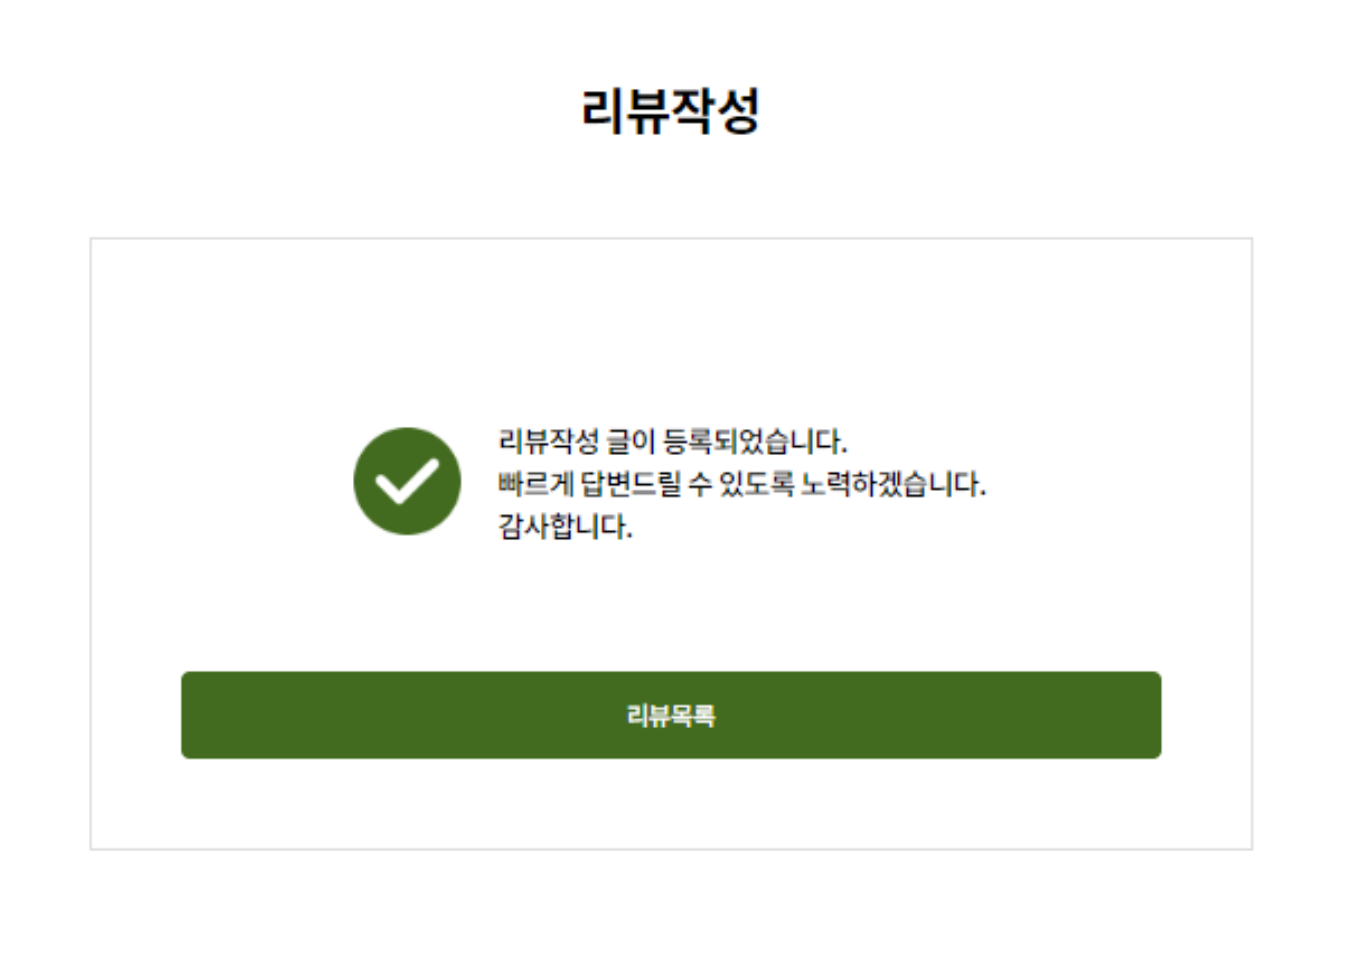 리뷰작성
리뷰작성 글이 등록되었습니다.
빠르게 답변드릴 수 있도록 노력하겠습니다.
감사합니다.
리뷰목록